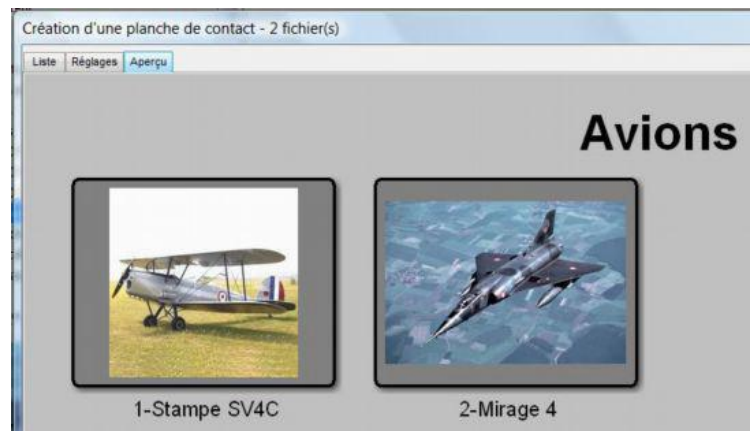 Création d'une planche de contact - 2 fichier(s)
Liste Réglages Aperçu
Avions
1-Stampe SV4C
2-Mirage 4